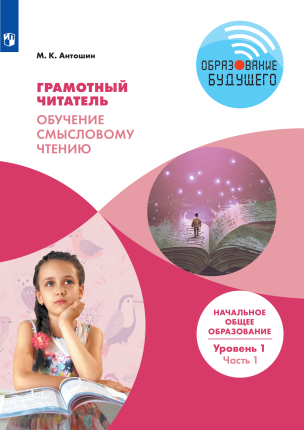 М. К. Антошин
ГРАМОТНЫЙ
ЧИТАТЕЛЬ
ОБУЧЕНИЕ
СМЫСЛОВОМУ
ЧТЕНИЮ
ОБРАЗОВАНИЕ
БУДУЩЕГО
НАЧАЛЬНОЕ
ОБЩЕЕ
ОБРАЗОВАНИЕ
Уровень 1
Часть 1